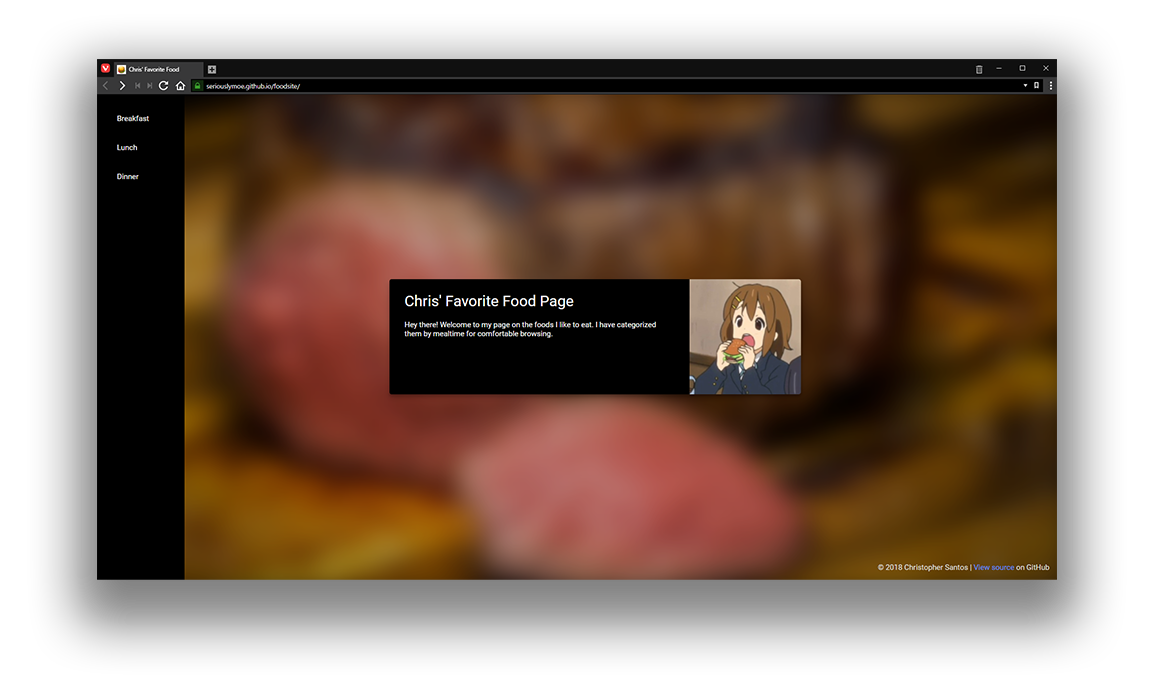 Chris' Favorite Food
seriouslymoe.github.io/foodsite/
Breakfast
Lunch
Dinner
Chris' Favorite Food Page
Hey there! Welcome to my page on the foods I like to eat. I have categorized
them by mealtime for comfortable browsing.
© 2018 Christopher Santos | View source on GitHub